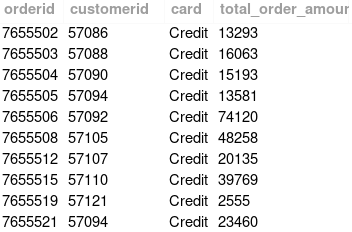 orderid customerid card total_order_amour
7655502 57086 Credit 13293
7655503 57088 Credit 16063
7655504 57090 Credit 15193
7655505 57094 Credit 13581
7655506 57092 Credit 74120
7655508 57105 Credit 48258
7655512 57107 Credit 20135
7655515 57110 Credit 39769
7655519 57121 Credit 2555
7655521 57094 Credit 23460